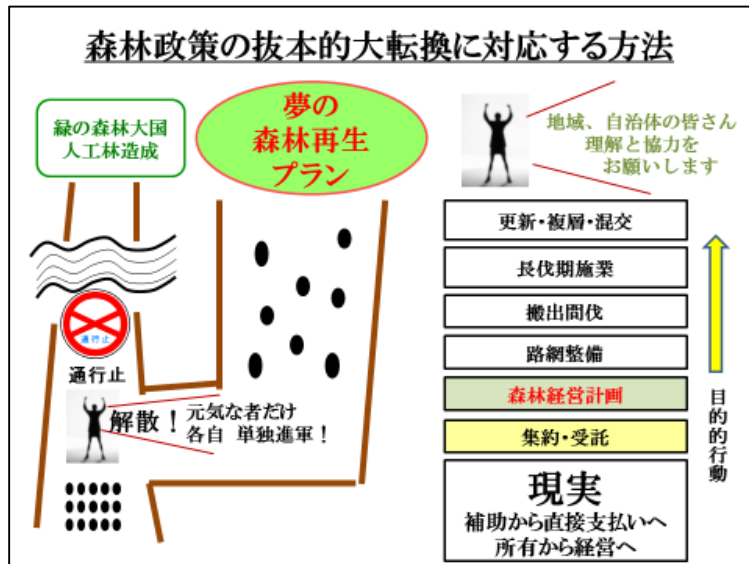 森林政策の抜本的大転換に対応する方法
緑の森林大国
人工林造成
夢の
森林再生
プラン
地域、自治体の皆さん
理解と協力を
お願いします
通行止
通行止
解散！
元気な者だけ
各自 単独進軍！
更新・複層・混交
長伐期施業
搬出間伐
路網整備
森林経営計画
集約・受託
現実
補助から直接支払いへ
所有から経営へ
目的的行動